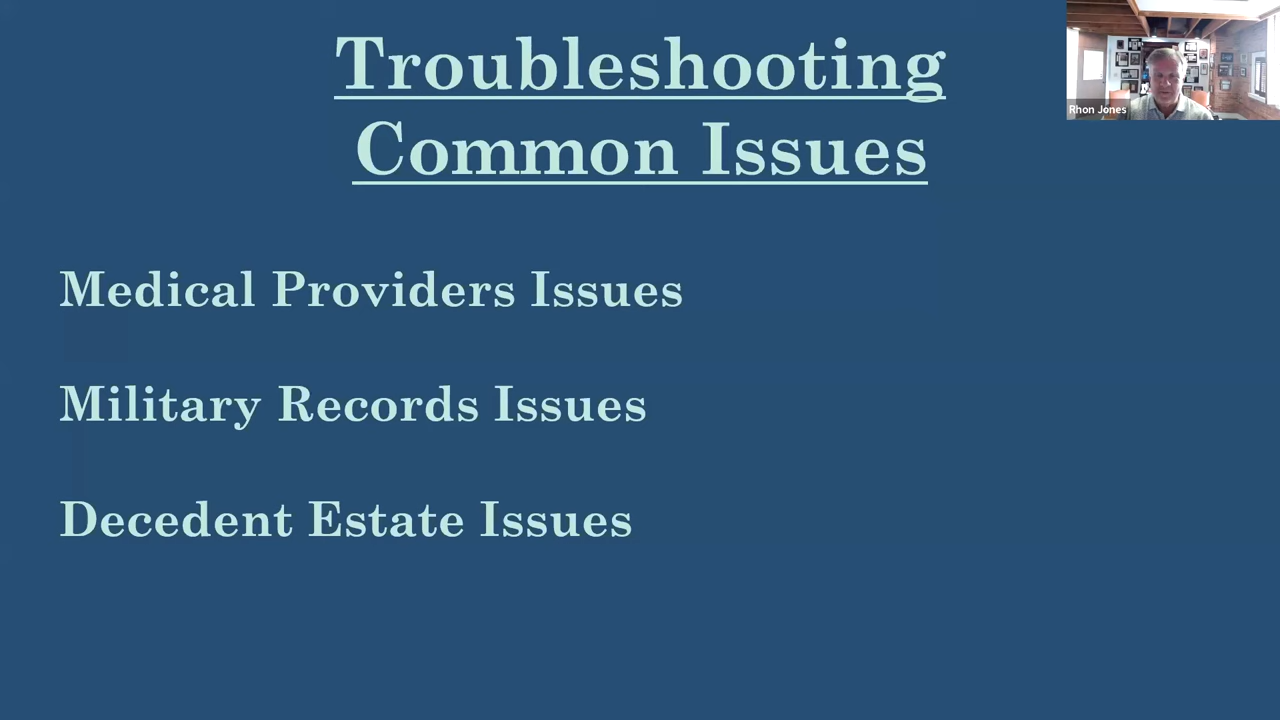 Troubleshooting
Common Issues
Rhon Jones
Medical Providers Issues
Military Records Issues
Decedent Estate Issues